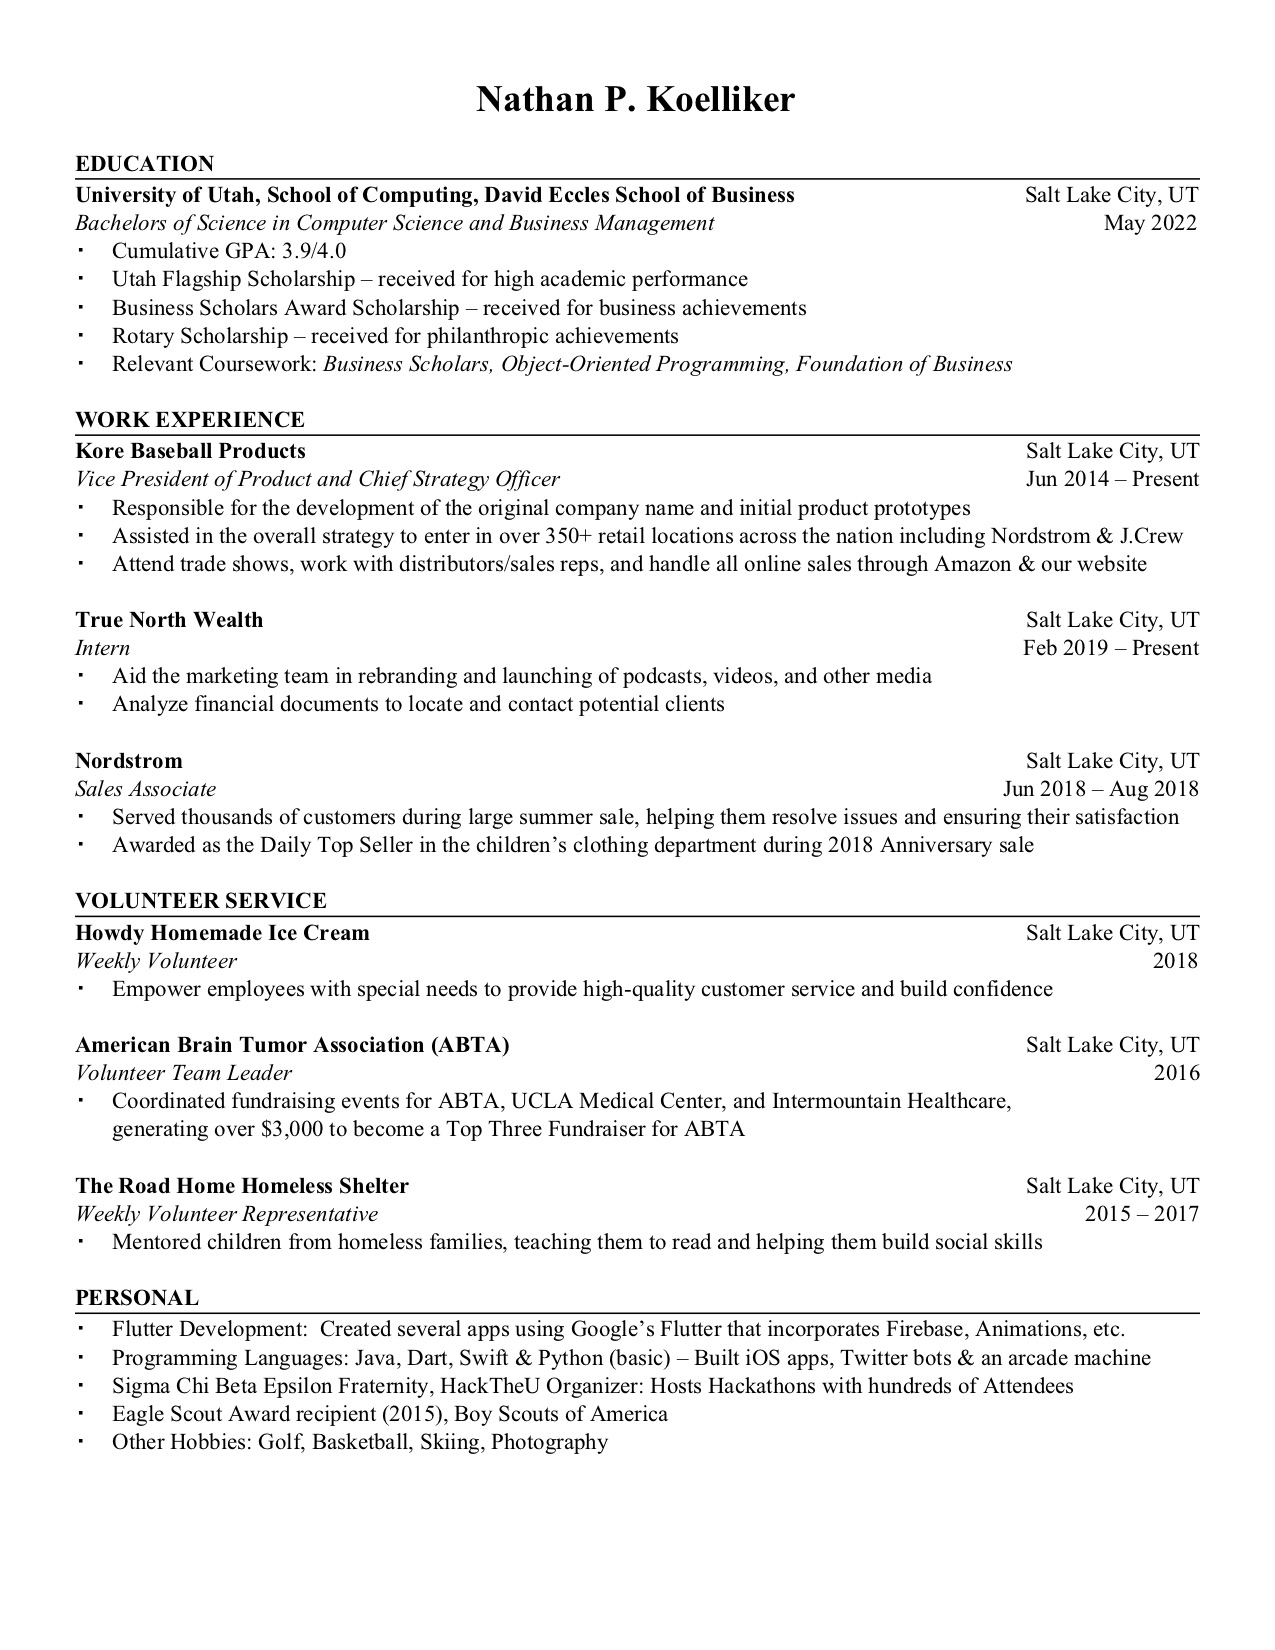 Nathan P. Koelliker
EDUCATION
University of Utah, School of Computing, David Eccles School of Business Salt Lake City, UT
Bachelors of Science in Computer Science and Business Management May 2022
▪ Cumulative GPA: 3.9/4.0
▪ Utah Flagship Scholarship – received for high academic performance
▪ Business Scholars Award Scholarship – received for business achievements
▪ Rotary Scholarship – received for philanthropic achievements
▪ Relevant Coursework: Business Scholars, Object-Oriented Programming, Foundation of Business
WORK EXPERIENCE
Kore Baseball Products Salt Lake City, UT
Vice President of Product and Chief Strategy Officer Jun 2014 – Present
▪ Responsible for the development of the original company name and initial product prototypes
▪ Assisted in the overall strategy to enter in over 350+ retail locations across the nation including Nordstrom & J.Crew
▪ Attend trade shows, work with distributors/sales reps, and handle all online sales through Amazon & our website
True North Wealth Salt Lake City, UT
Intern Feb 2019 – Present
▪ Aid the marketing team in rebranding and launching of podcasts, videos, and other media
▪ Analyze financial documents to locate and contact potential clients
Nordstrom Salt Lake City, UT
Sales Associate Jun 2018 – Aug 2018
▪ Served thousands of customers during large summer sale, helping them resolve issues and ensuring their satisfaction
▪ Awarded as the Daily Top Seller in the children’s clothing department during 2018 Anniversary sale
VOLUNTEER SERVICE
Howdy Homemade Ice Cream Salt Lake City, UT
Weekly Volunteer 2018
▪ Empower employees with special needs to provide high-quality customer service and build confidence
American Brain Tumor Association (ABTA) Salt Lake City, UT
Volunteer Team Leader 2016
▪ Coordinated fundraising events for ABTA, UCLA Medical Center, and Intermountain Healthcare,
generating over $3,000 to become a Top Three Fundraiser for ABTA
The Road Home Homeless Shelter Salt Lake City, UT
Weekly Volunteer Representative 2015 – 2017
▪ Mentored children from homeless families, teaching them to read and helping them build social skills
PERSONAL
▪ Flutter Development:  Created several apps using Google’s Flutter that incorporates Firebase, Animations, etc.
▪ Programming Languages: Java, Dart, Swift & Python (basic) – Built iOS apps, Twitter bots & an arcade machine
▪ Sigma Chi Beta Epsilon Fraternity, HackTheU Organizer: Hosts Hackathons with hundreds of Attendees
▪ Eagle Scout Award recipient (2015), Boy Scouts of America
▪ Other Hobbies: Golf, Basketball, Skiing, Photography